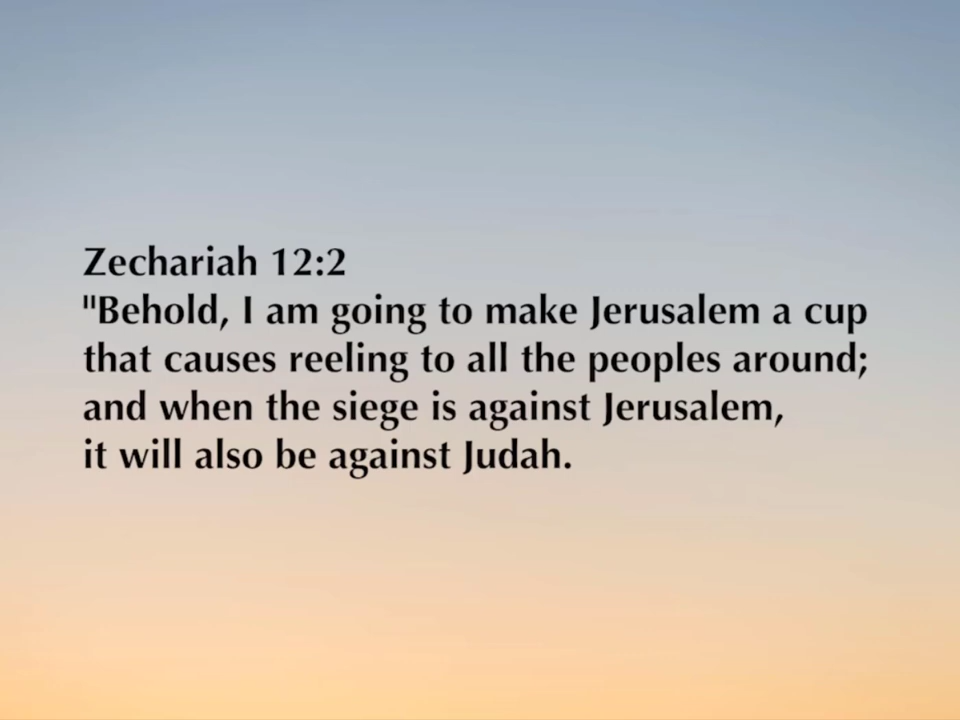 Zechariah 12:2
"Behold, I am going to make Jerusalem a cup
that causes reeling to all the peoples around;
and when the siege is against Jerusalem,
it will also be against Judah.